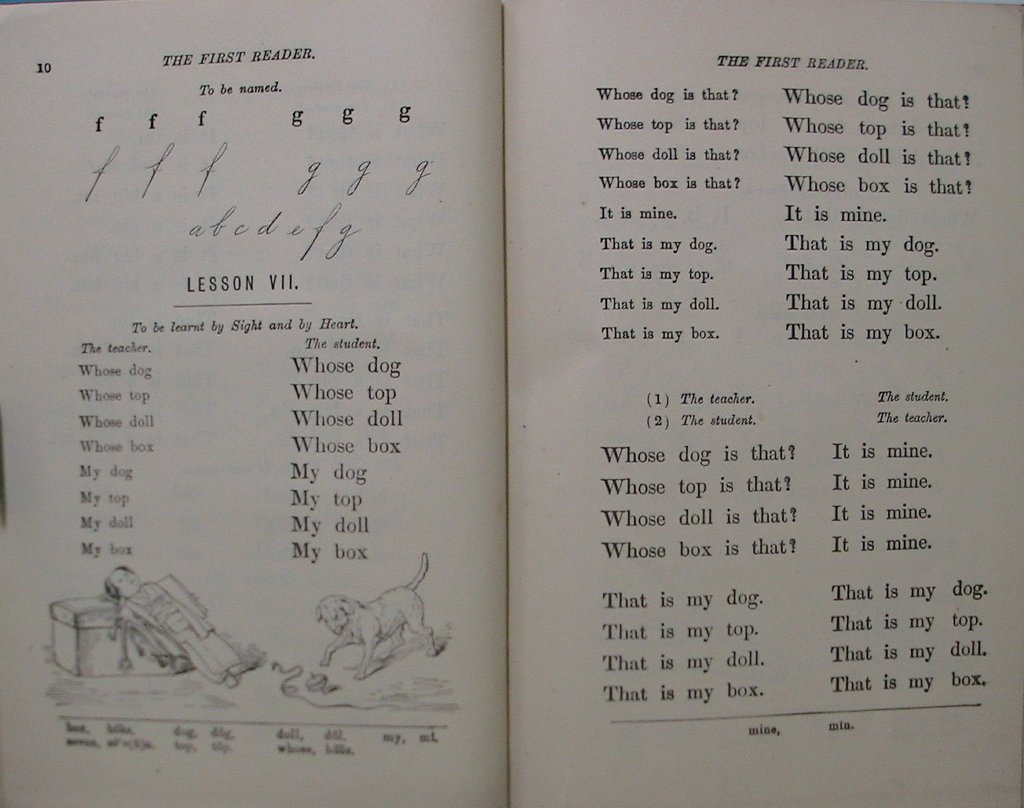 10
THE FIRST READER.
To be named.
f f f g g g
f f f g g g
a b c d e f g
LESSON VII.
To be learnt by Sight and by Heart.
The teacher. The student.
Whose dog Whose dog
Whose top Whose top
Whose doll Whose doll
Whose box Whose box
My dog My dog
My top My top
My doll My doll
My box My box
dog, dŏg. doll, dŏl. my, mī.
top, tŏp. whose,
THE FIRST READER.
Whose dog is that? Whose dog is that?
Whose top is that? Whose top is that?
Whose doll is that? Whose doll is that?
Whose box is that? Whose box is that?
It is mine. It is mine.
That is my dog. That is my dog.
That is my top. That is my top.
That is my doll. That is my doll.
That is my box. That is my box.
(1) The teacher. The student.
(2) The student. The teacher.
Whose dog is that? It is mine.
Whose top is that? It is mine.
Whose doll is that? It is mine.
Whose box is that? It is mine.
That is my dog. That is my dog.
That is my top. That is my top.
That is my doll. That is my doll.
That is my box. That is my box.
mine, mīn.